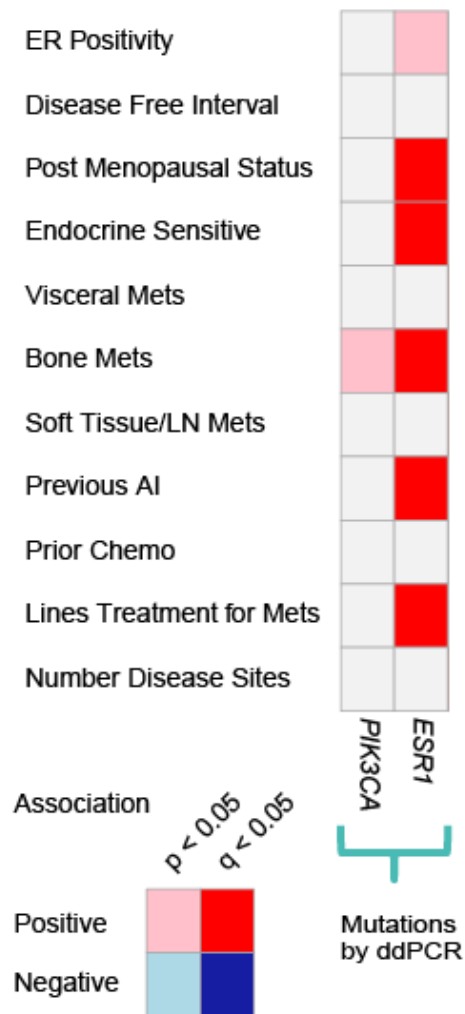 ER Positivity
Disease Free Interval
Post Menopausal Status
Endocrine Sensitive
Visceral Mets
Bone Mets
Soft Tissue/LN Mets
Previous AI
Prior Chemo
Lines Treatment for Mets
Number Disease Sites
PIK3CA
ESR1
Association
p < 0.05
q < 0.05
Positive
Negative
Mutations
by ddPCR